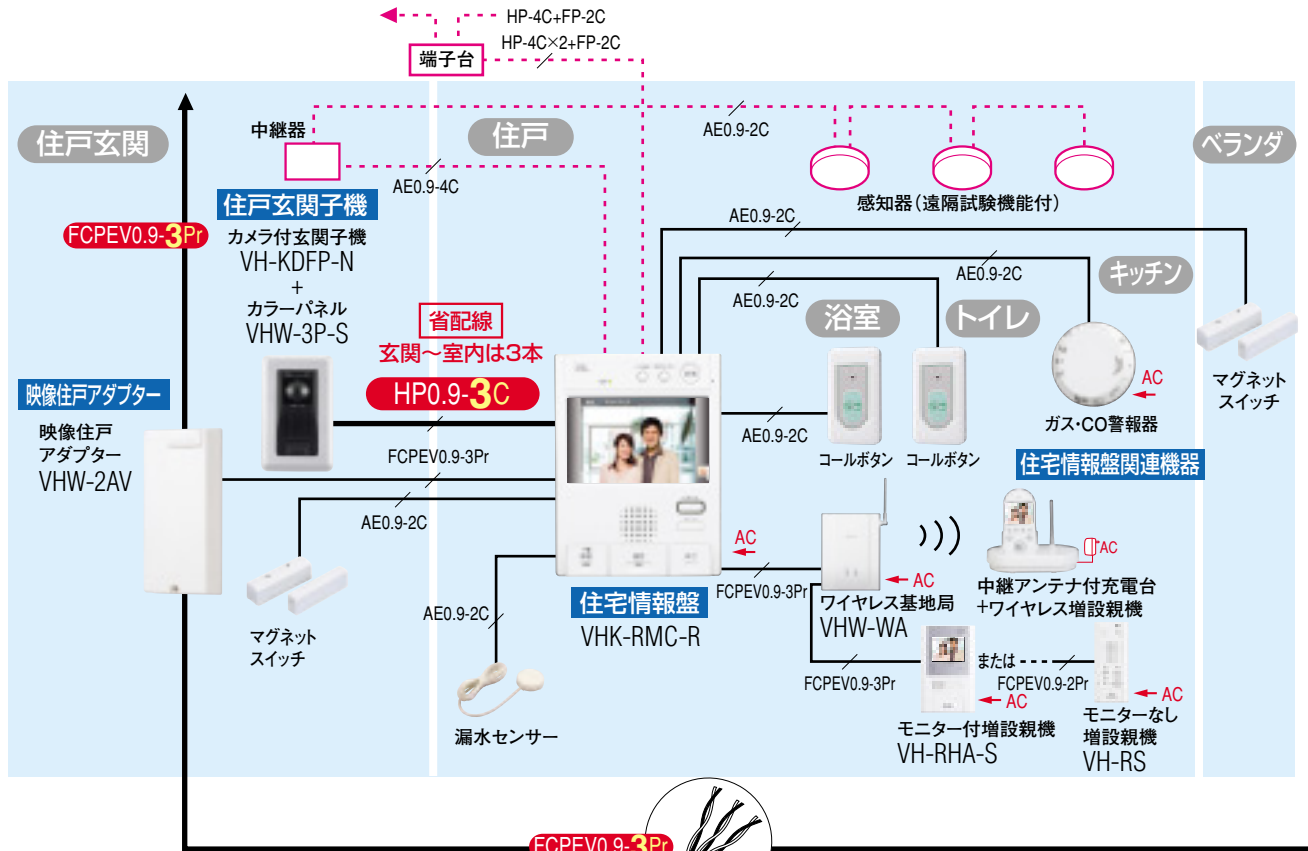 HP-4C+FP-2C
HP-4C×2+FP-2C
端子台
住戸玄関
中継器
住戸
AE0.9-2C
ベランダ
AE0.9-4C
感知器(遠隔試験機能付)
住戸玄関子機
FCPEV0.9-3Pr
カメラ付玄関子機
VH-KDFP-N
+
カラーパネル
VHW-3P-S
AE0.9-2C
AE0.9-2C
キッチン
AE0.9-2C
省配線
玄関～室内は3本
HP0.9-3C
浴室
トイレ
AC
マグネット
スイッチ
ガス・CO警報器
映像住戸アダプター
映像住戸
アダプター
VHW-2AV
FCPEV0.9-3Pr
AE0.9-2C
コールボタン
コールボタン
住宅情報盤関連機器
AE0.9-2C
AC
AC
FCPEV0.9-3Pr
AC
ワイヤレス基地局
VHW-WA
中継アンテナ付充電台
+ワイヤレス増設親機
住宅情報盤
VHK-RMC-R
AE0.9-2C
マグネット
スイッチ
漏水センサー
FCPEV0.9-3Pr
または
FCPEV0.9-2Pr
AC
AC
モニター付増設親機
VH-RHA-S
モニターなし
増設親機
VH-RS
FCPEV0.9-3Pr